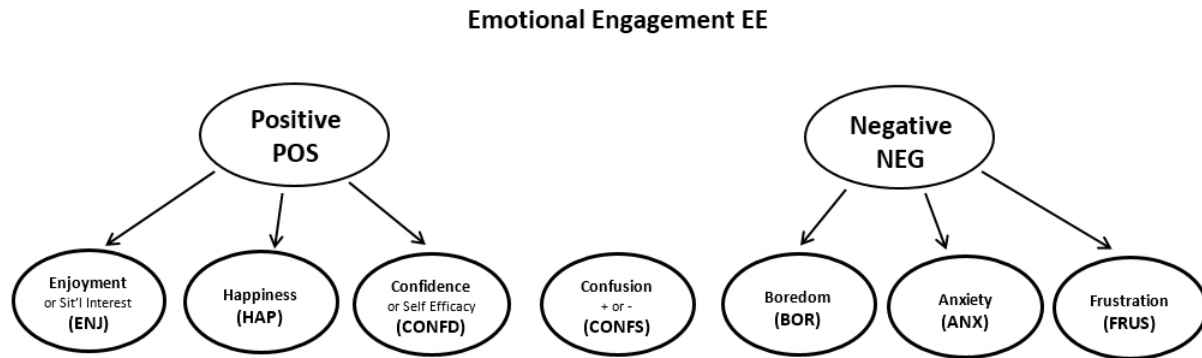 Emotional Engagement EE
Positive
POS
Negative
NEG
Enjoyment
or Sit'l Interest
(ENJ)
Happiness
(HAP)
Confidence
or Self Efficacy
(CONFD)
Confusion
+ or -
(CONFS)
Boredom
(BOR)
Anxiety
(ANX)
Frustration
(FRUS)